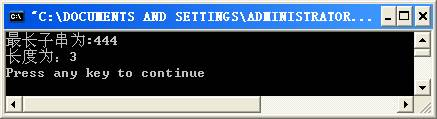 "C:\DOCUMENTS AND SETTINGS\ADMINISTRATOR...
最长子串为:444
长度为：3
Press any key to continue